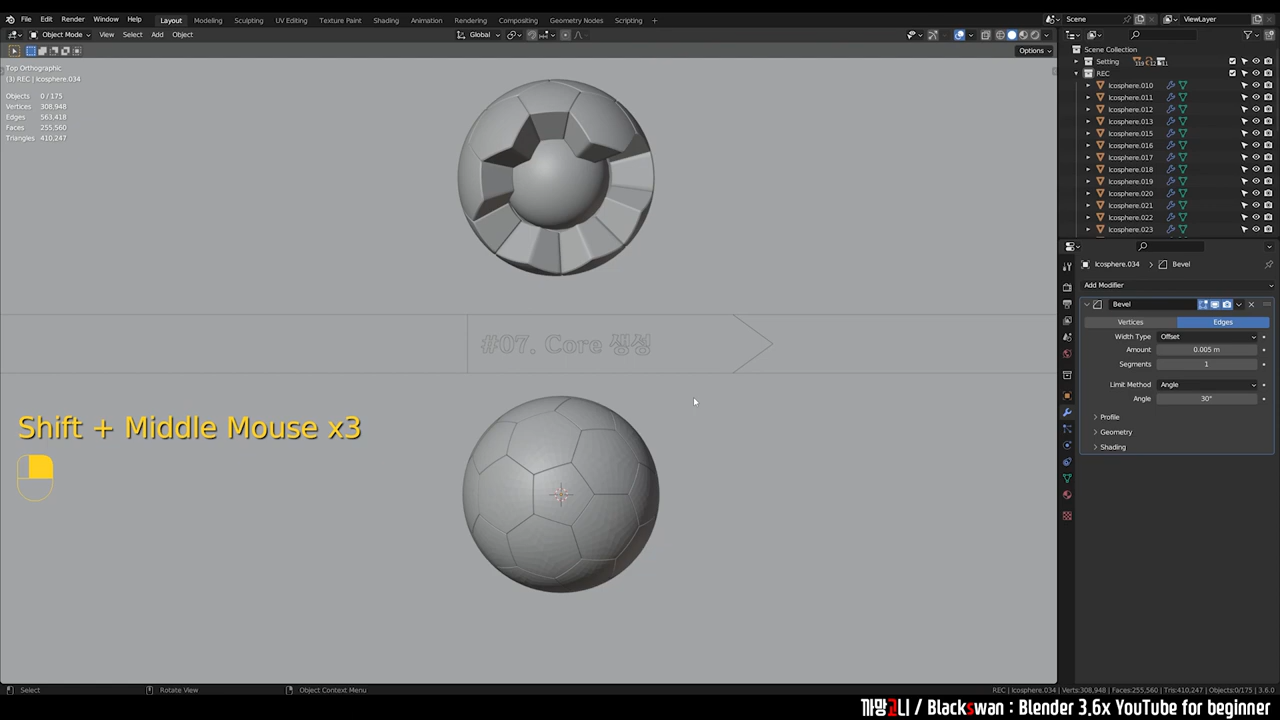 File Edit Render Window Help Layout Modeling Sculpting UV Editing Texture Paint Shading Animation Rendering Compositing Geometry Nodes Scripting + Scene ViewLayer
Object Mode View Select Add Object Global
Options
Top Orthographic
(3) REC | Icosphere.034
Objects 0 / 175
Vertices 308,948
Edges 563,418
Faces 255,560
Triangles 410,247
Scene Collection
Setting
REC
Icosphere.010
Icosphere.011
Icosphere.012
Icosphere.013
Icosphere.015
Icosphere.016
Icosphere.017
Icosphere.018
Icosphere.019
Icosphere.020
Icosphere.021
Icosphere.022
Icosphere.023
Icosphere.034 > Bevel
Add Modifier
Bevel
Vertices Edges
Width Type Offset
Amount 0.005 m
Segments 1
Limit Method Angle
Angle 30°
Profile
Geometry
Shading
#07. Core 생성
Shift + Middle Mouse x3
Select Rotate View Object Context Menu
REC | Icosphere.034 | Verts:308,948 | Faces:255,560 | Tris:410,247 | Objects:0/175 | 3.6.0
까망고니 / Blackswan : Blender 3.6x YouTube for beginner